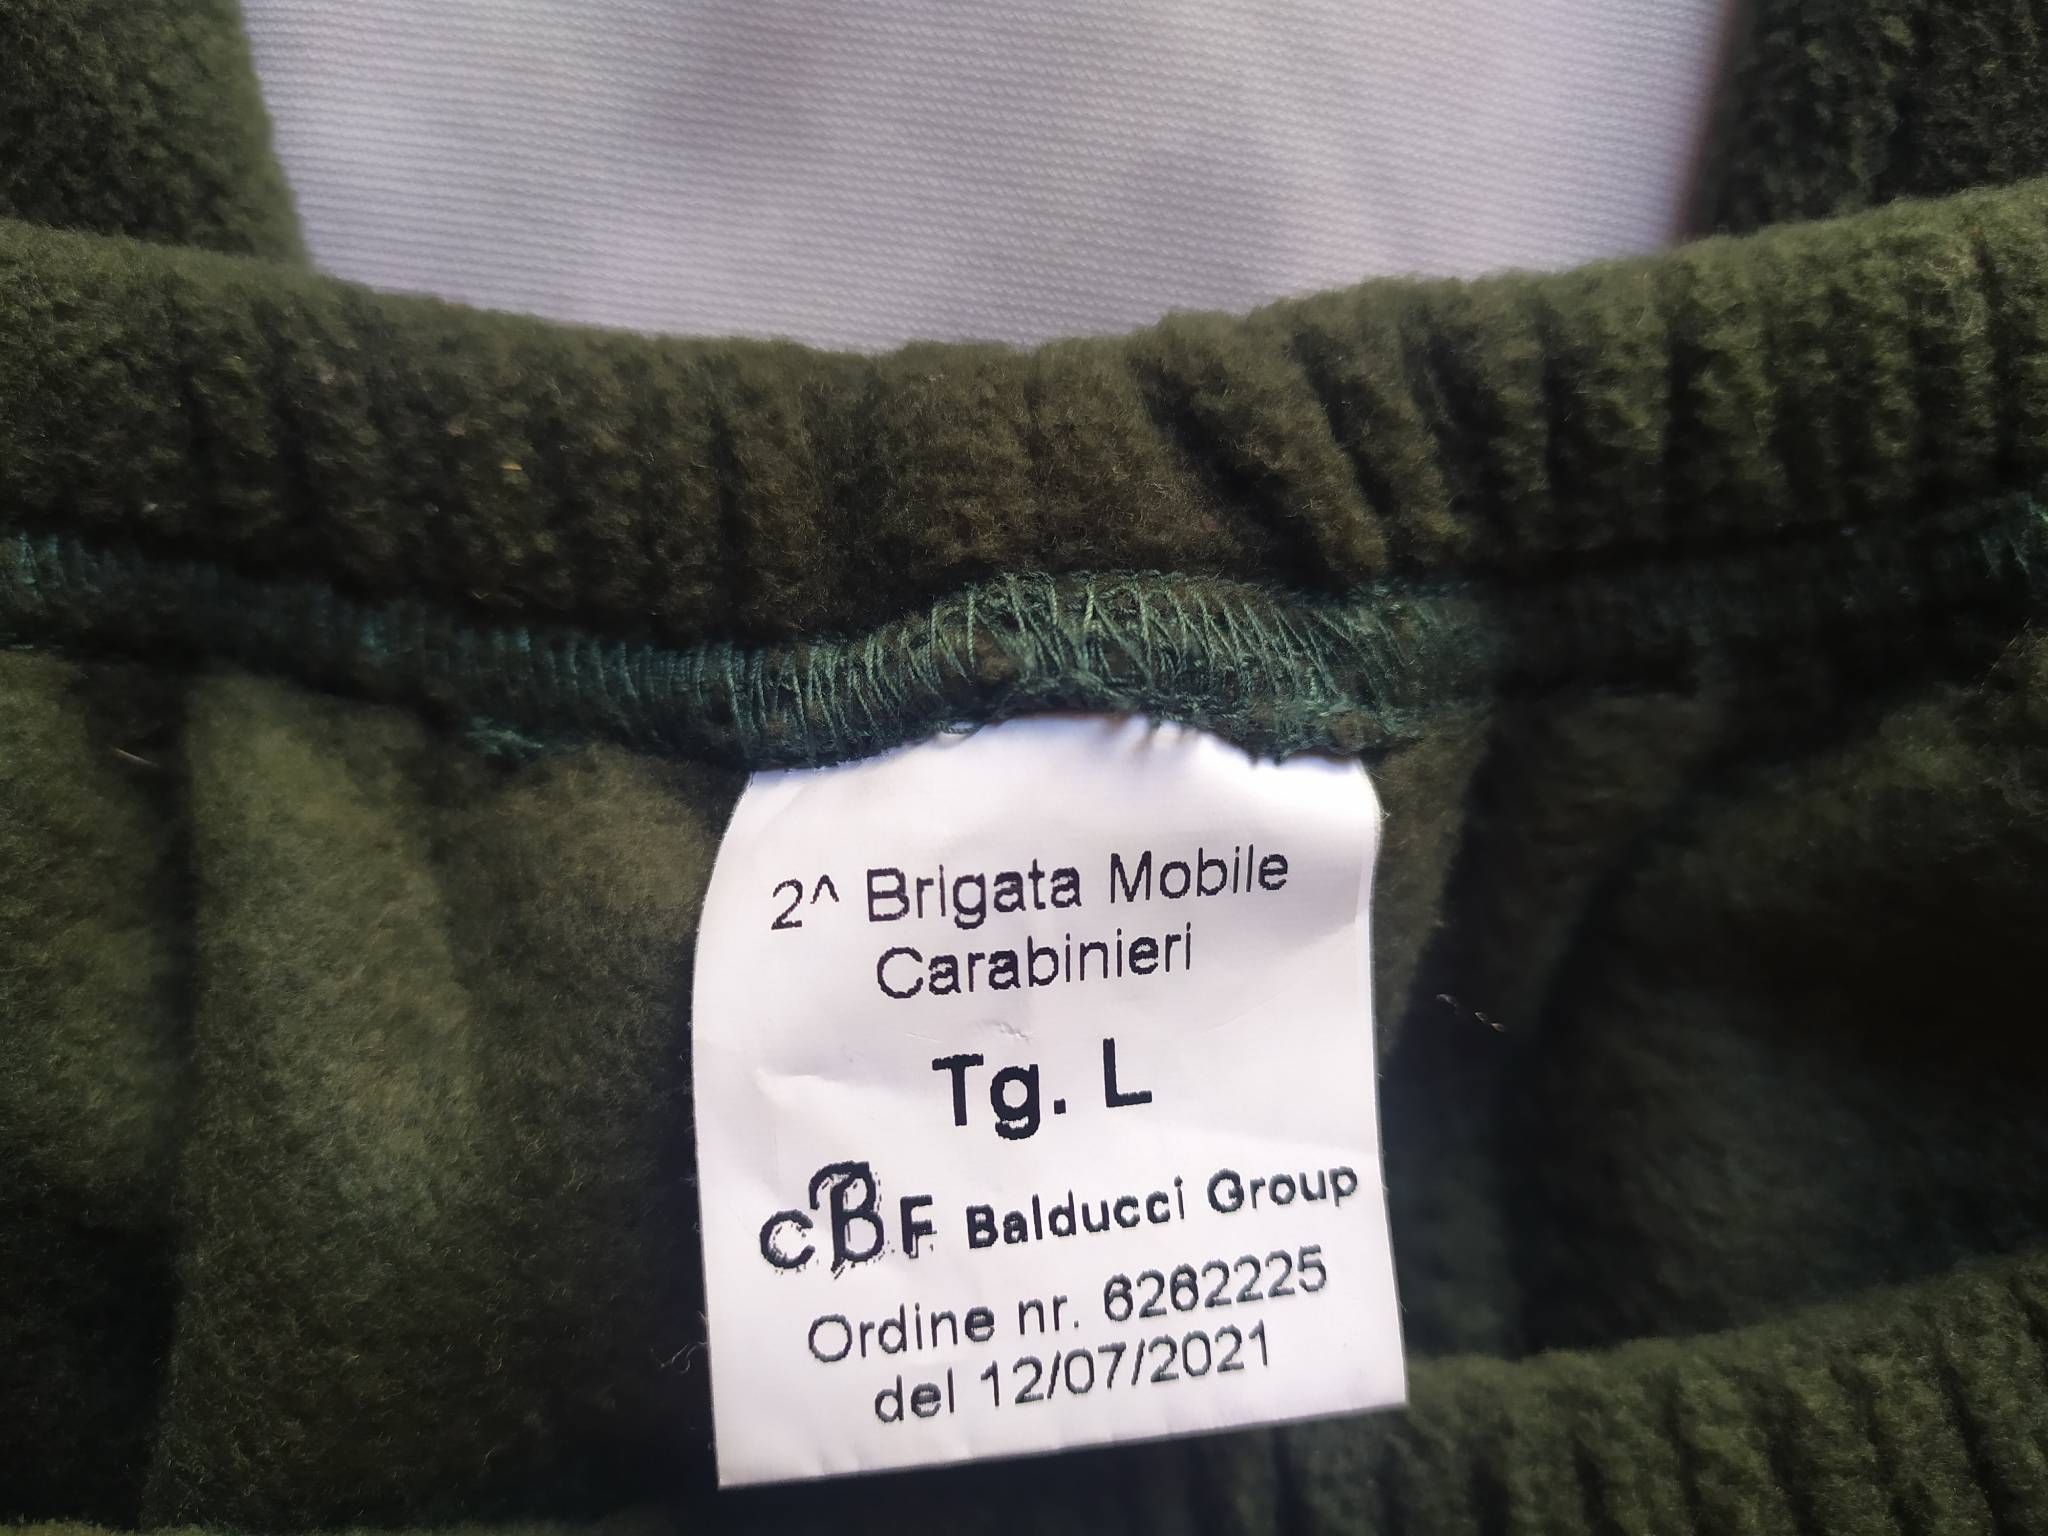 2^ Brigata Mobile
Carabinieri
Tg. L
CBF Balducci Group
Ordine nr. 6262225
del 12/07/2021